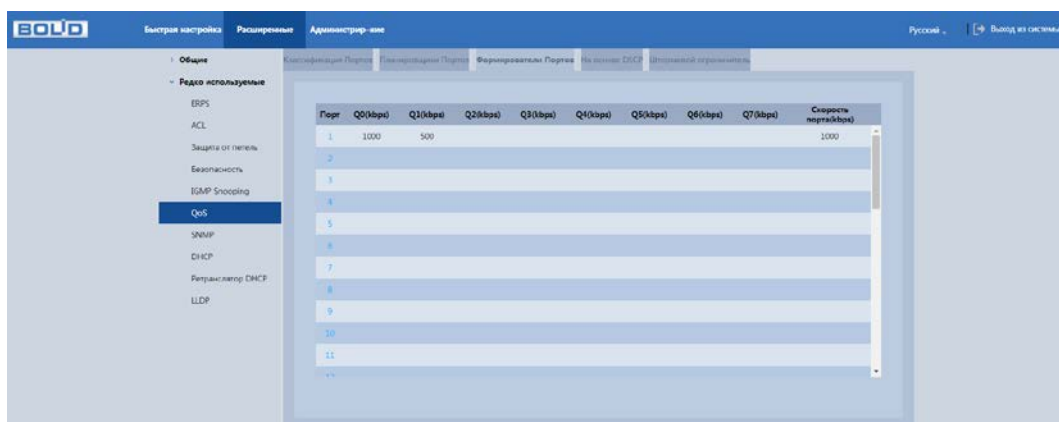 BOLID Быстрая настройка Расширенные Администрир-ние Русский Выход из системы
Общие
Классификация Портов Планировщики Портов Формирователи Портов На основе DSCP Штормовой ограничитель
Редко используемые
ERPS
ACL
Защита от петель
Безопасность
IGMP Snooping
QoS
SNMP
DHCP
Ретранслятор DHCP
LLDP
Порт Q0(kbps) Q1(kbps) Q2(kbps) Q3(kbps) Q4(kbps) Q5(kbps) Q6(kbps) Q7(kbps) Скорость порта(kbps)
1 1000 500 1000
2
3
4
5
6
7
8
9
10
11